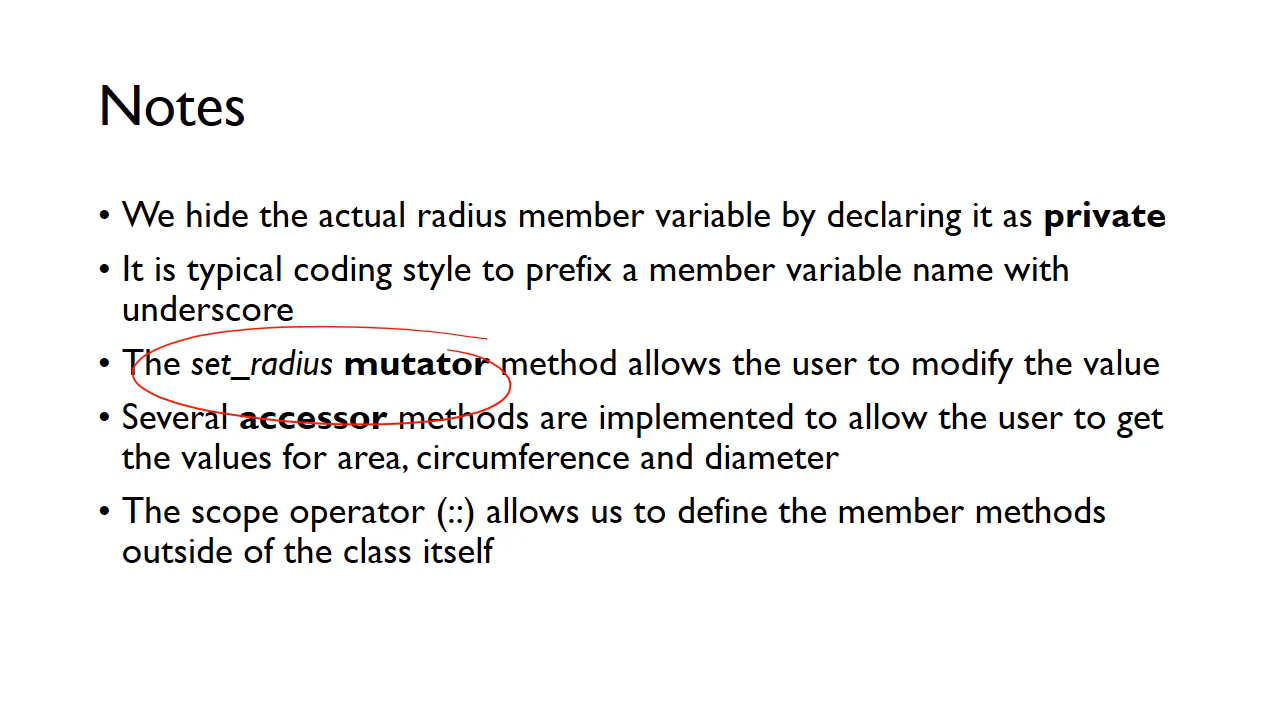 Notes
• We hide the actual radius member variable by declaring it as private
• It is typical coding style to prefix a member variable name with
underscore
• The set_radius mutator method allows the user to modify the value
• Several accessor methods are implemented to allow the user to get
the values for area, circumference and diameter
• The scope operator (::) allows us to define the member methods
outside of the class itself